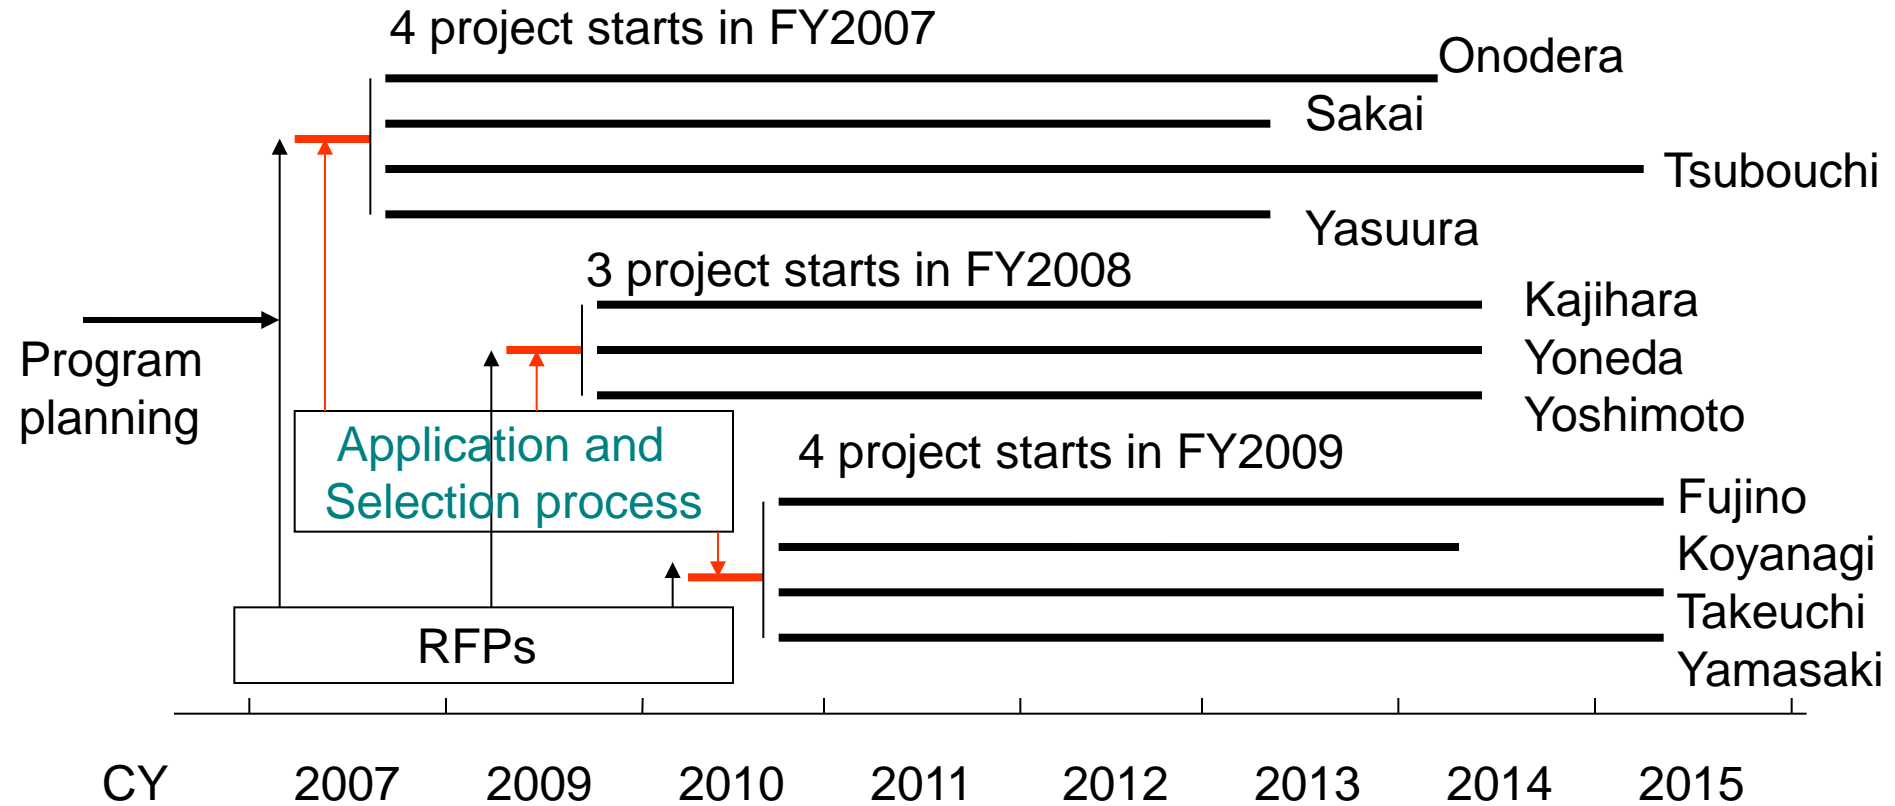 4 project starts in FY2007
Onodera
Sakai
Tsubouchi
Yasuura
3 project starts in FY2008
Kajihara
Program
planning
Yoneda
Yoshimoto
Application and
Selection process
4 project starts in FY2009
Fujino
Koyanagi
Takeuchi
RFPs
Yamasaki
CY 2007 2009 2010 2011 2012 2013 2014 2015